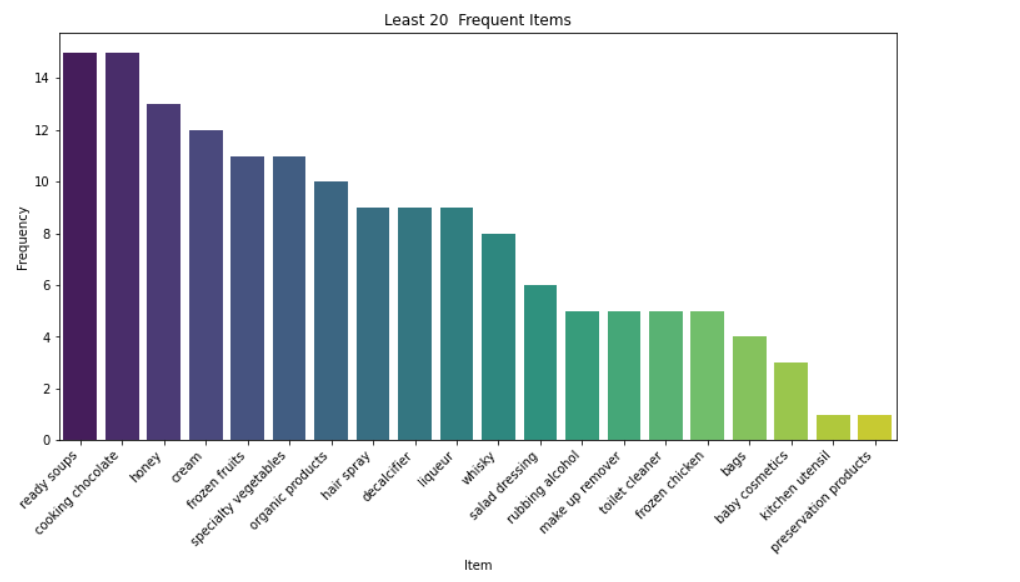 Least 20  Frequent Items
Frequency
14
12
10
8
6
4
2
0
ready soups
cooking chocolate
honey
cream
frozen fruits
specialty vegetables
organic products
hair spray
decalcifier
liqueur
whisky
salad dressing
rubbing alcohol
make up remover
toilet cleaner
frozen chicken
bags
baby cosmetics
kitchen utensil
preservation products
Item